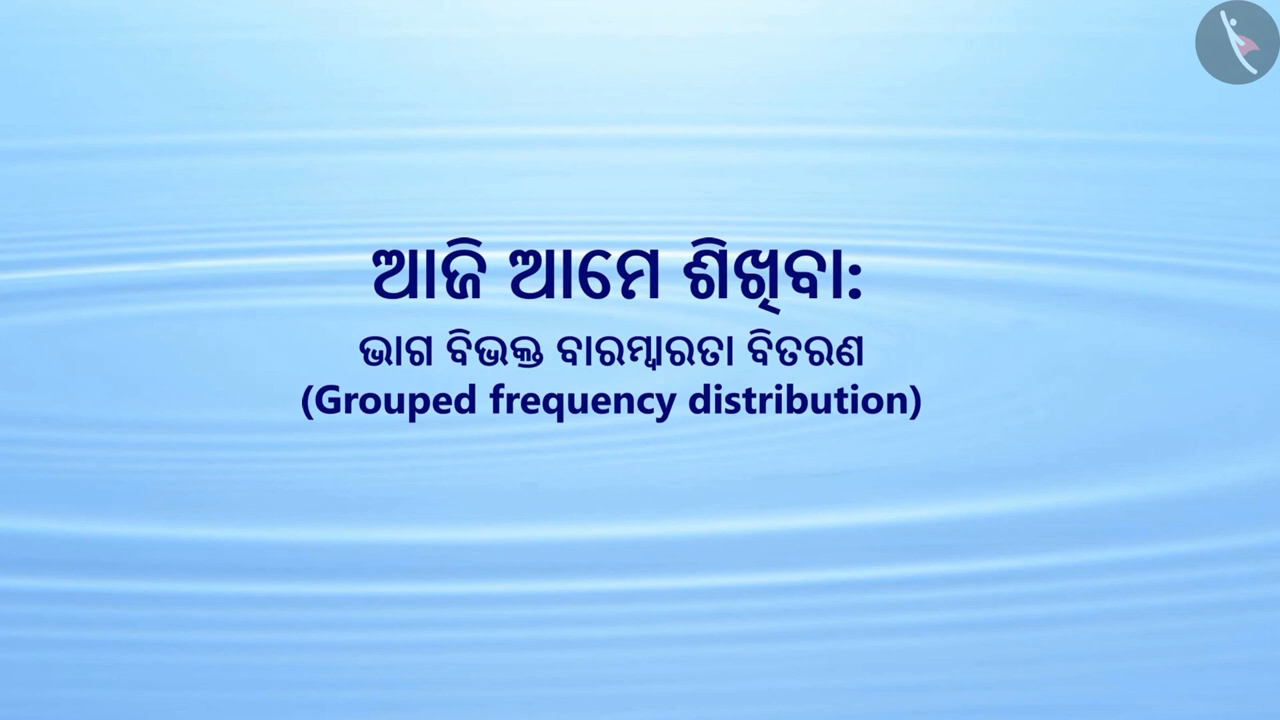 ଆଜି ଆମେ ଶିଖିବା:
ଭାଗ ବିଭକ୍ତ ବାରମ୍ବାରତା ବିତରଣ
(Grouped frequency distribution)